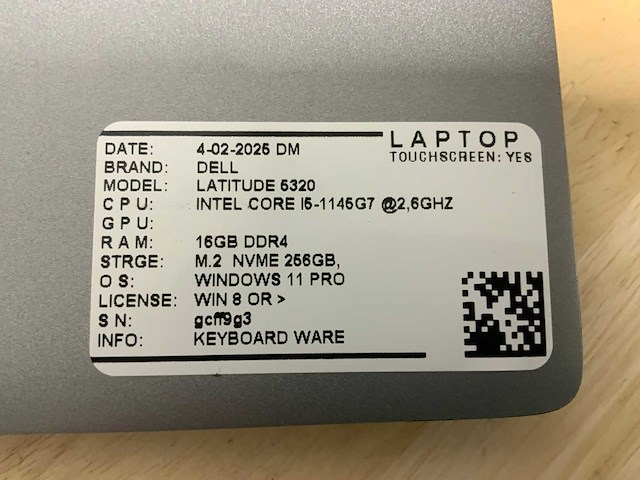 LAPTOP
TOUCHSCREEN: YES
DATE: 4-02-2025 DM
BRAND: DELL
MODEL: LATITUDE 5320
CPU: INTEL CORE I5-1145G7 @2,6GHZ
GPU:
RAM: 16GB DDR4
STRGE: M.2 NVME 256GB,
OS: WINDOWS 11 PRO
LICENSE: WIN 8 OR >
SN: gcff9g3
INFO: KEYBOARD WARE